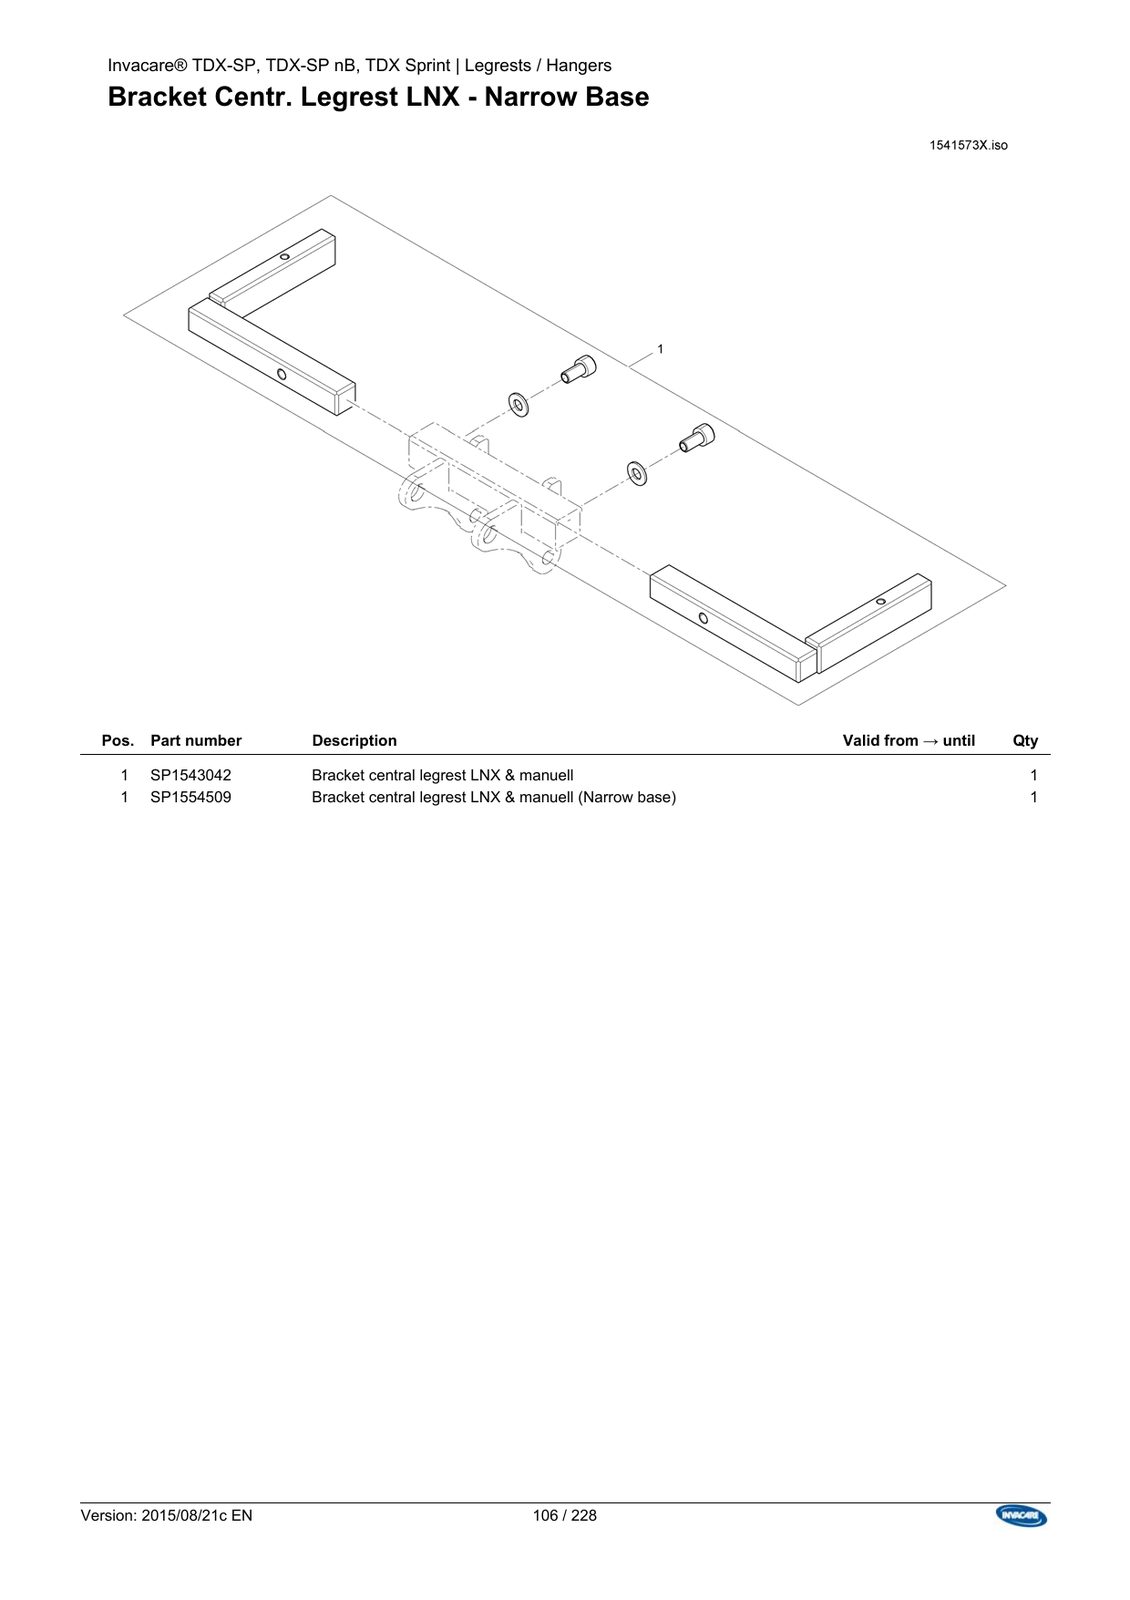 Invacare® TDX-SP, TDX-SP nB, TDX Sprint | Legrests / Hangers
Bracket Centr. Legrest LNX - Narrow Base
1541573X.iso
1
Pos. Part number Description Valid from → until Qty
1 SP1543042 Bracket central legrest LNX & manuell 1
1 SP1554509 Bracket central legrest LNX & manuell (Narrow base) 1
Version: 2015/08/21c EN 106 / 228 INVACARE